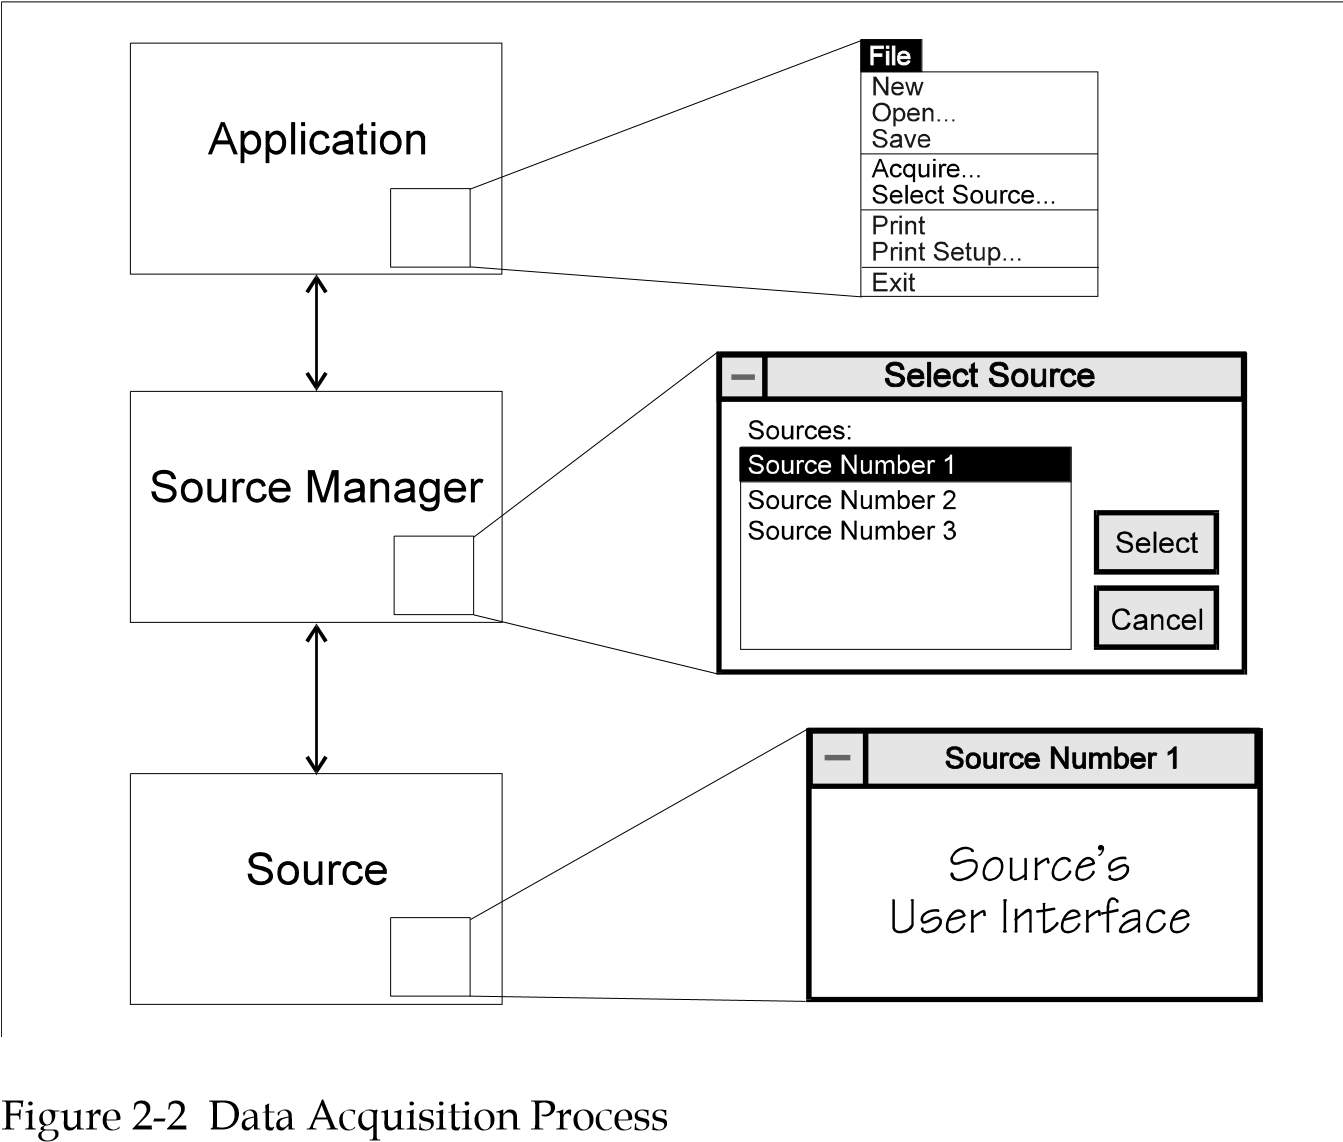 Application
File
New
Open...
Save
Acquire...
Select Source...
Print
Print Setup...
Exit
Source Manager
Select Source
Sources:
Source Number 1
Source Number 2
Source Number 3
Select
Cancel
Source
Source Number 1
Source's
User Interface
Figure 2-2 Data Acquisition Process